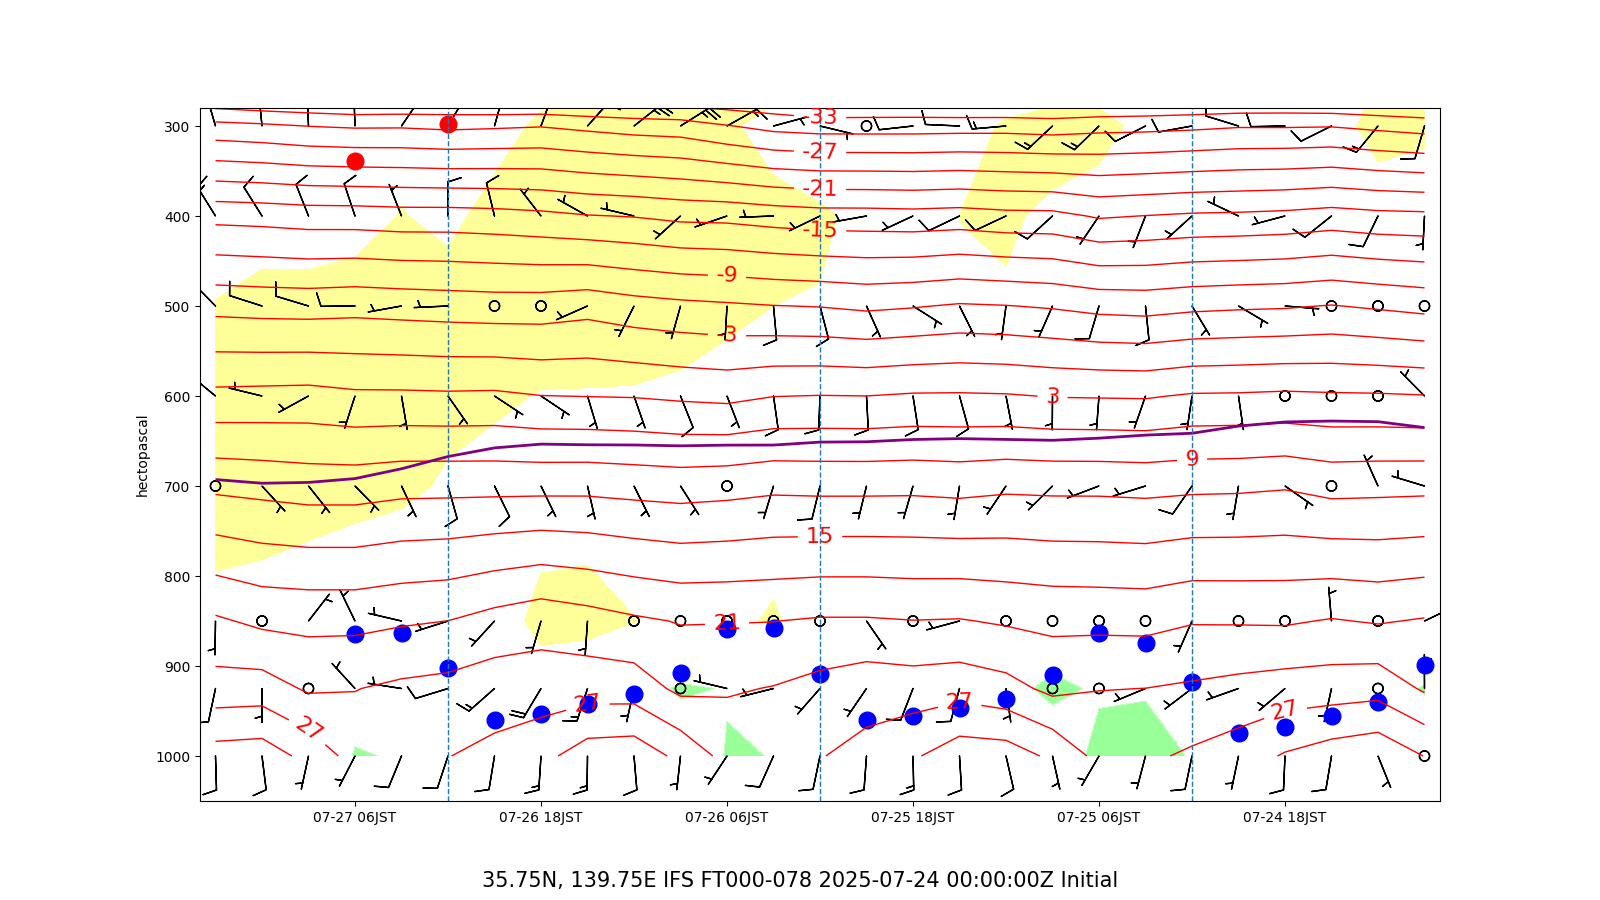 300
400
500
600
700
800
900
1000
hectopascal
-33
-27
-21
-15
-9
-3
3
9
15
21
27
27
27
27
07-27 06JST
07-26 18JST
07-26 06JST
07-25 18JST
07-25 06JST
07-24 18JST
35.75N, 139.75E IFS FT000-078 2025-07-24 00:00:00Z Initial